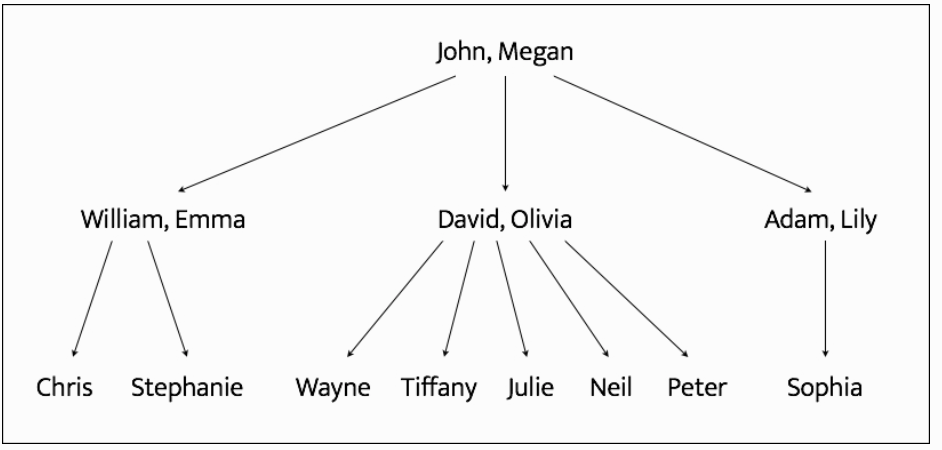 John, Megan
William, Emma David, Olivia Adam, Lily
Chris Stephanie Wayne Tiffany Julie Neil Peter Sophia